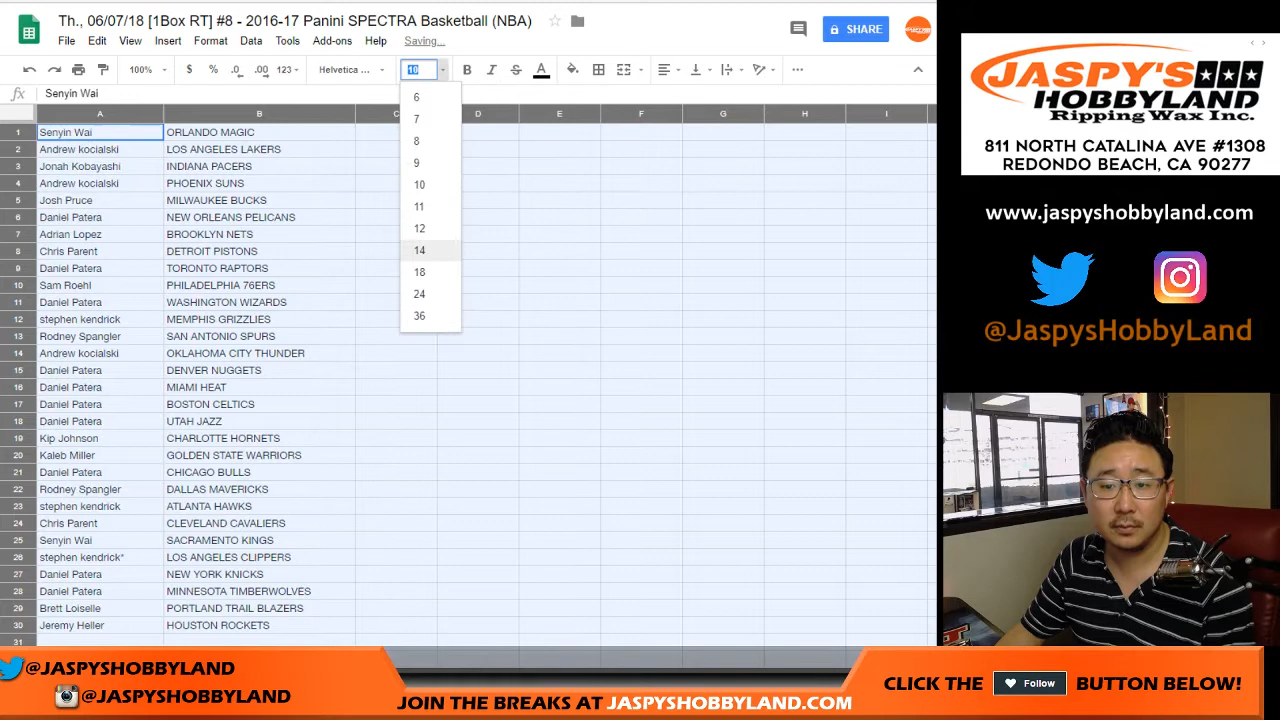 Th., 06/07/18 [1Box RT] #8 - 2016-17 Panini SPECTRA Basketball (NBA)
File Edit View Insert Format Data Tools Add-ons Help Saving...
SHARE
100% $ % .0 .00 123 Helvetica ... 10 B I S A
fx Senyin Wai
A B C D E F G H I
1 Senyin Wai ORLANDO MAGIC
2 Andrew kocialski LOS ANGELES LAKERS
3 Jonah Kobayashi INDIANA PACERS
4 Andrew kocialski PHOENIX SUNS
5 Josh Pruce MILWAUKEE BUCKS
6 Daniel Patera NEW ORLEANS PELICANS
7 Adrian Lopez BROOKLYN NETS
8 Chris Parent DETROIT PISTONS
9 Daniel Patera TORONTO RAPTORS
10 Sam Roehl PHILADELPHIA 76ERS
11 Daniel Patera WASHINGTON WIZARDS
12 stephen kendrick MEMPHIS GRIZZLIES
13 Rodney Spangler SAN ANTONIO SPURS
14 Andrew kocialski OKLAHOMA CITY THUNDER
15 Daniel Patera DENVER NUGGETS
16 Daniel Patera MIAMI HEAT
17 Daniel Patera BOSTON CELTICS
18 Daniel Patera UTAH JAZZ
19 Kip Johnson CHARLOTTE HORNETS
20 Kaleb Miller GOLDEN STATE WARRIORS
21 Daniel Patera CHICAGO BULLS
22 Rodney Spangler DALLAS MAVERICKS
23 stephen kendrick ATLANTA HAWKS
24 Chris Parent CLEVELAND CAVALIERS
25 Senyin Wai SACRAMENTO KINGS
26 stephen kendrick* LOS ANGELES CLIPPERS
27 Daniel Patera NEW YORK KNICKS
28 Daniel Patera MINNESOTA TIMBERWOLVES
29 Brett Loiselle PORTLAND TRAIL BLAZERS
30 Jeremy Heller HOUSTON ROCKETS
31
6
7
8
9
10
11
12
14
18
24
36
JASPY'S
HOBBYLAND
Ripping Wax Inc.
811 NORTH CATALINA AVE #1308
REDONDO BEACH, CA 90277
www.jaspyshobbyland.com
@JaspysHobbyLand
@JASPYSHOBBYLAND
@JASPYSHOBBYLAND
JOIN THE BREAKS AT JASPYSHOBBYLAND.COM
CLICK THE Follow BUTTON BELOW!